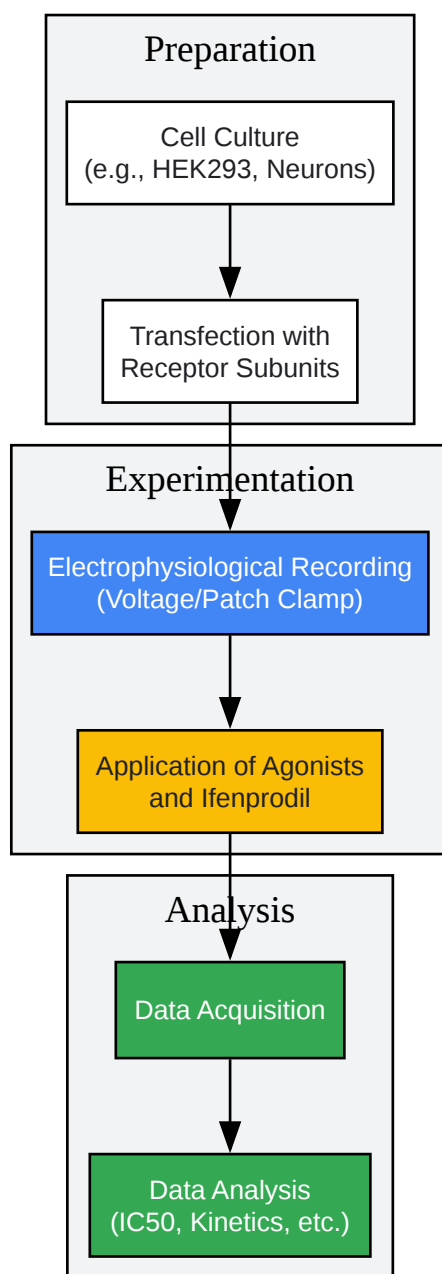 Preparation
Cell Culture
(e.g., HEK293, Neurons)
Transfection with
Receptor Subunits
Experimentation
Electrophysiological Recording
(Voltage/Patch Clamp)
Application of Agonists
and Ifenprodil
Analysis
Data Acquisition
Data Analysis
(IC50, Kinetics, etc.)